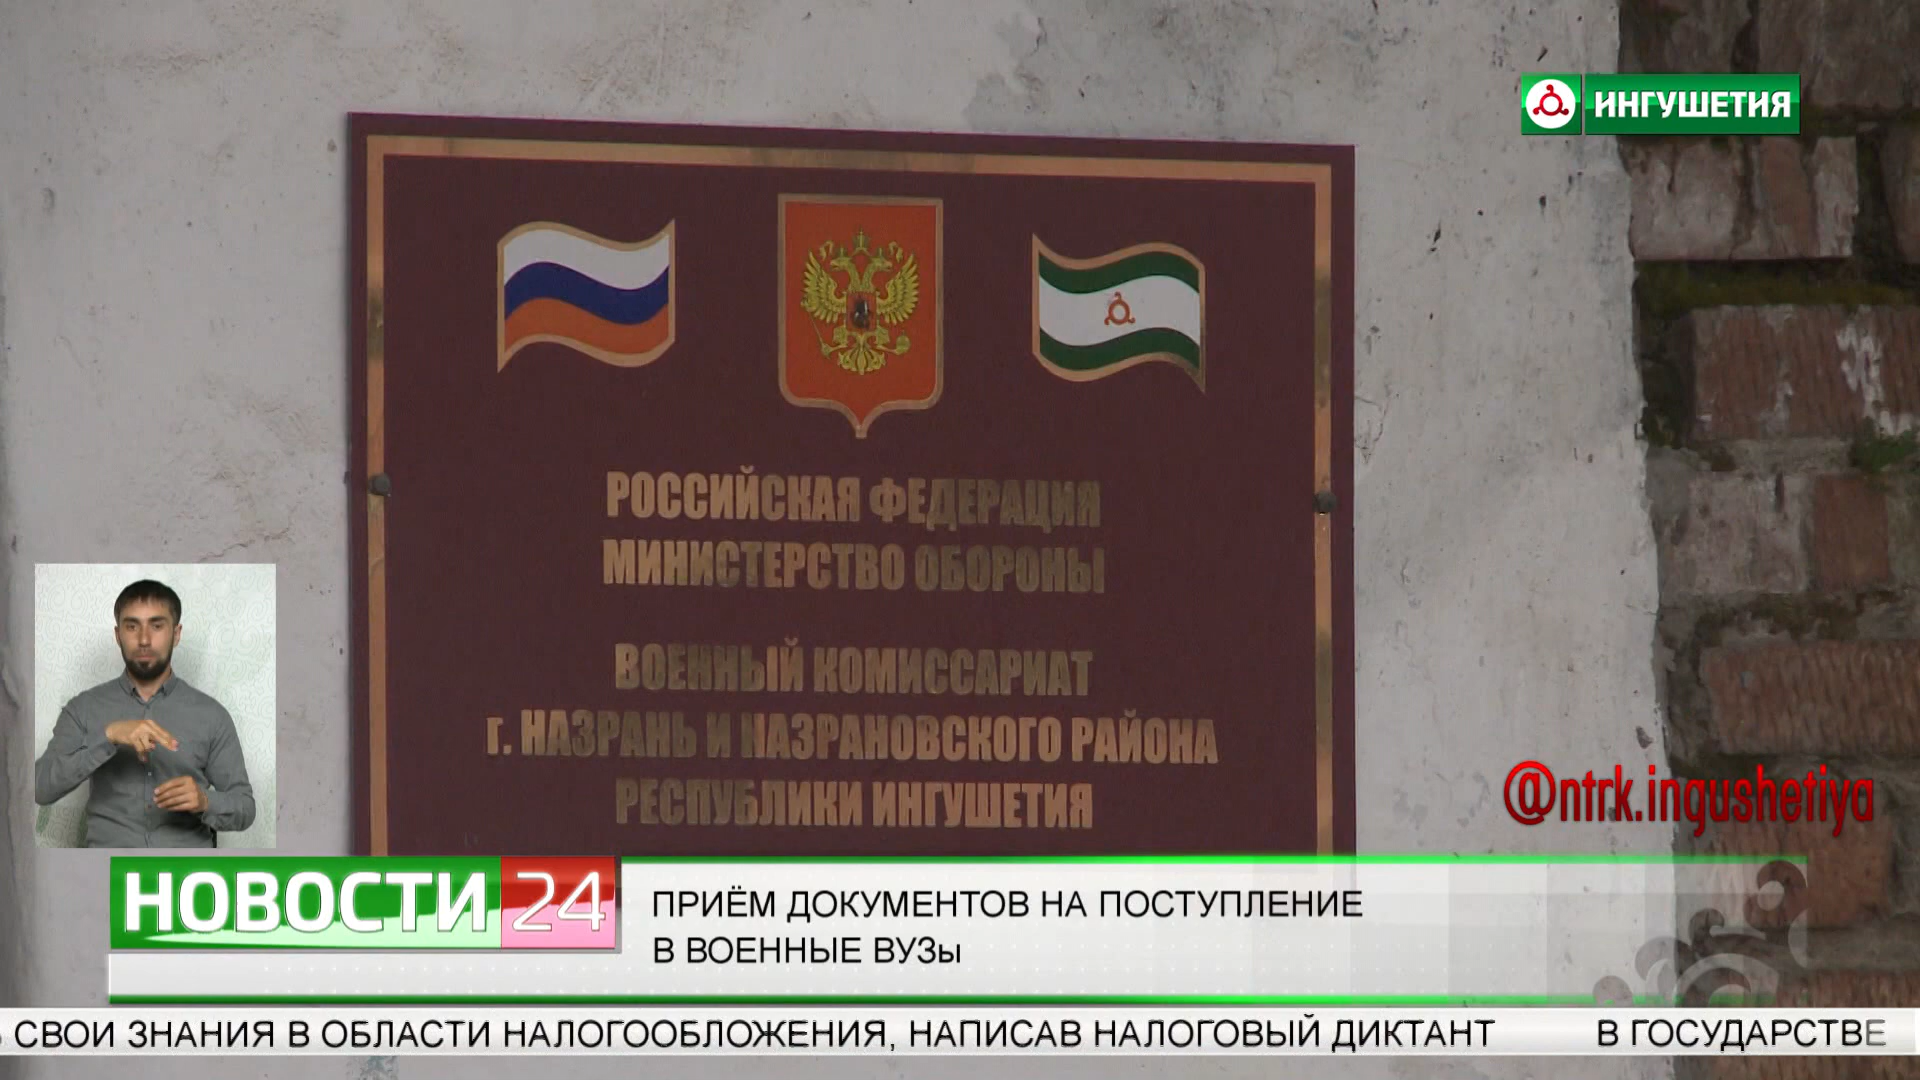 ИНГУШЕТИЯ
РОССИЙСКАЯ ФЕДЕРАЦИЯ
МИНИСТЕРСТВО ОБОРОНЫ
ВОЕННЫЙ КОМИССАРИАТ
г. НАЗРАНЬ И НАЗРАНОВСКОГО РАЙОНА
РЕСПУБЛИКИ ИНГУШЕТИЯ
@ntrk.ingushetiya
НОВОСТИ 24
ПРИЁМ ДОКУМЕНТОВ НА ПОСТУПЛЕНИЕ
В ВОЕННЫЕ ВУЗы
СВОИ ЗНАНИЯ В ОБЛАСТИ НАЛОГООБЛОЖЕНИЯ, НАПИСАВ НАЛОГОВЫЙ ДИКТАНТ В ГОСУДАРСТВЕ